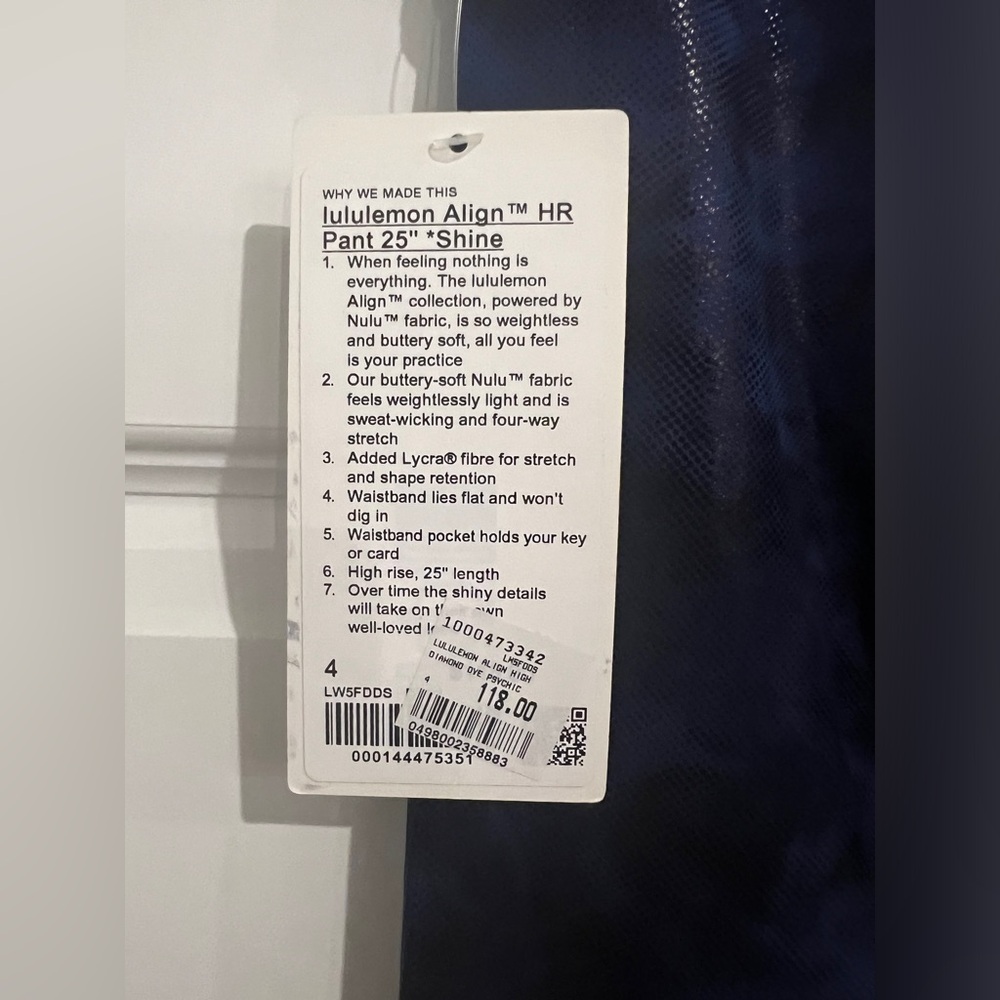 WHY WE MADE THIS
lululemon Align™ HR
Pant 25" *Shine
1. When feeling nothing is
everything. The lululemon
Align™ collection, powered by
Nulu™ fabric, is so weightless
and buttery soft, all you feel
is your practice
2. Our buttery-soft Nulu™ fabric
feels weightlessly light and is
sweat-wicking and four-way
stretch
3. Added Lycra® fibre for stretch
and shape retention
4. Waistband lies flat and won't
dig in
5. Waistband pocket holds your key
or card
6. High rise, 25" length
7. Over time the shiny details
will take on
well-loved
1000473342
LW5FDDS
LULULEMON ALIGN HIGH
DIAMOND DYE PSYCHIC
4
118.00
0498002358883
4
LW5FDDS
000144475351